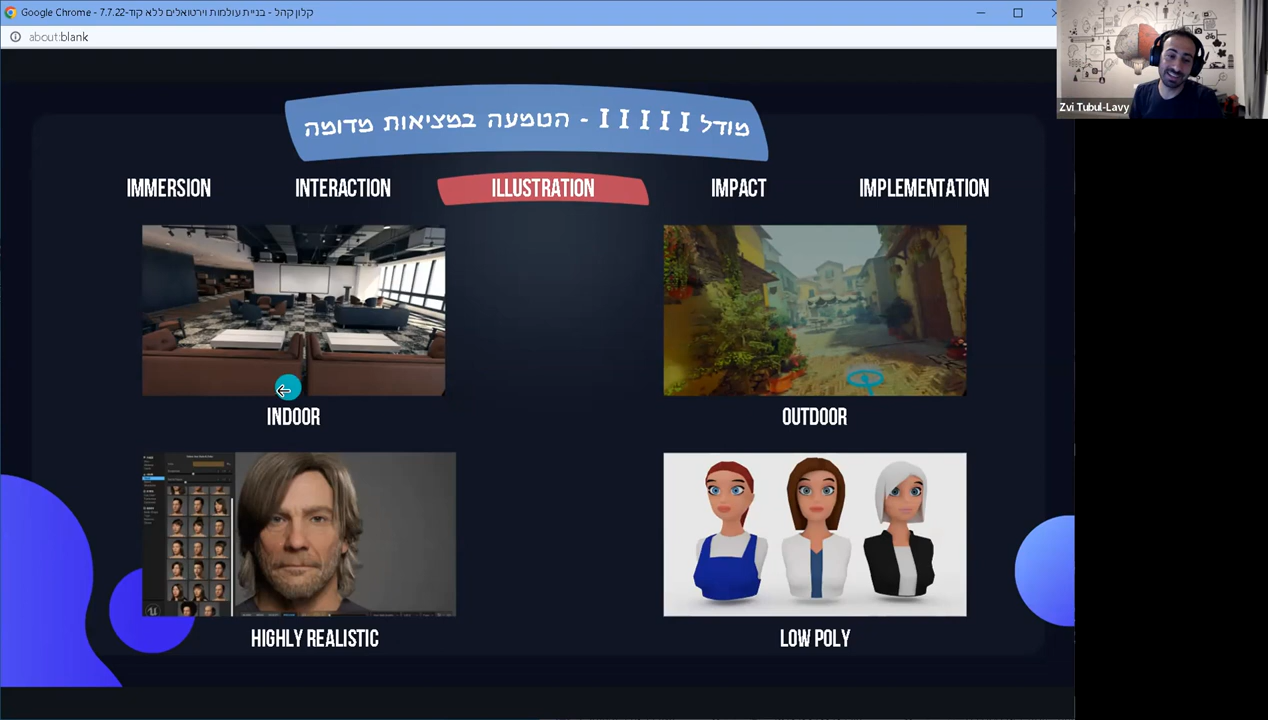 קלון קהל - בניית עולמות וירטואלים ללא קוד-7.7.22 - Google Chrome
about:blank
Zvi Tubul-Lavy
מודל I I I I I - הטמעה במציאות מדומה
IMMERSION INTERACTION ILLUSTRATION IMPACT IMPLEMENTATION
INDOOR OUTDOOR
HIGHLY REALISTIC LOW POLY